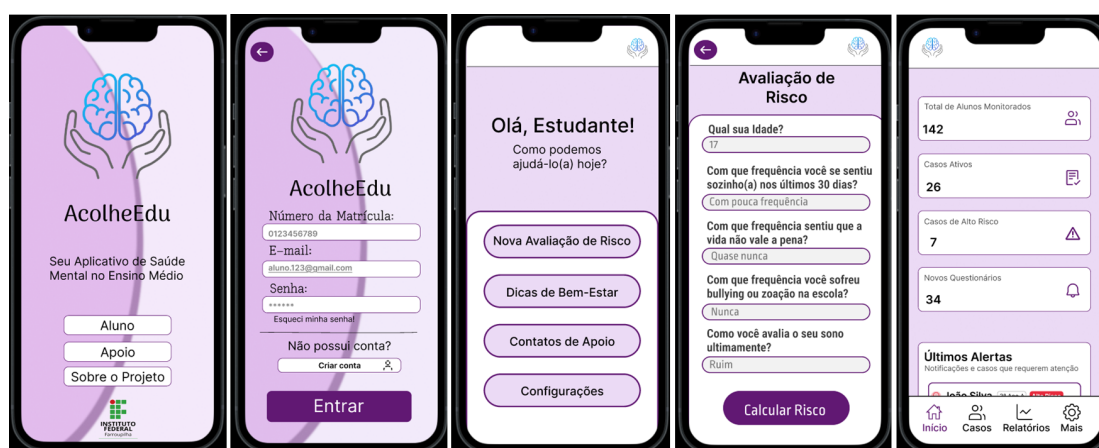 AcolheEdu
Seu Aplicativo de Saúde
Mental no Ensino Médio
Aluno
Apoio
Sobre o Projeto
INSTITUTO
FEDERAL
Farroupilha
AcolheEdu
Número da Matrícula:
0123456789
E-mail:
aluno.123@gmail.com
Senha:
******
Esqueci minha senha!
Não possui conta?
Criar conta
Entrar
Olá, Estudante!
Como podemos
ajudá-lo(a) hoje?
Nova Avaliação de Risco
Dicas de Bem-Estar
Contatos de Apoio
Configurações
Avaliação de
Risco
Qual sua Idade?
17
Com que frequência você se sentiu
sozinho(a) nos últimos 30 dias?
Com pouca frequência
Com que frequência sentiu que a
vida não vale a pena?
Quase nunca
Com que frequência você sofreu
bullying ou zoação na escola?
Nunca
Como você avalia o seu sono
ultimamente?
Ruim
Calcular Risco
Total de Alunos Monitorados
142
Casos Ativos
26
Casos de Alto Risco
7
Novos Questionários
34
Últimos Alertas
Notificações e casos que requerem atenção
João Silva
Alto Risco
Início Casos Relatórios Mais